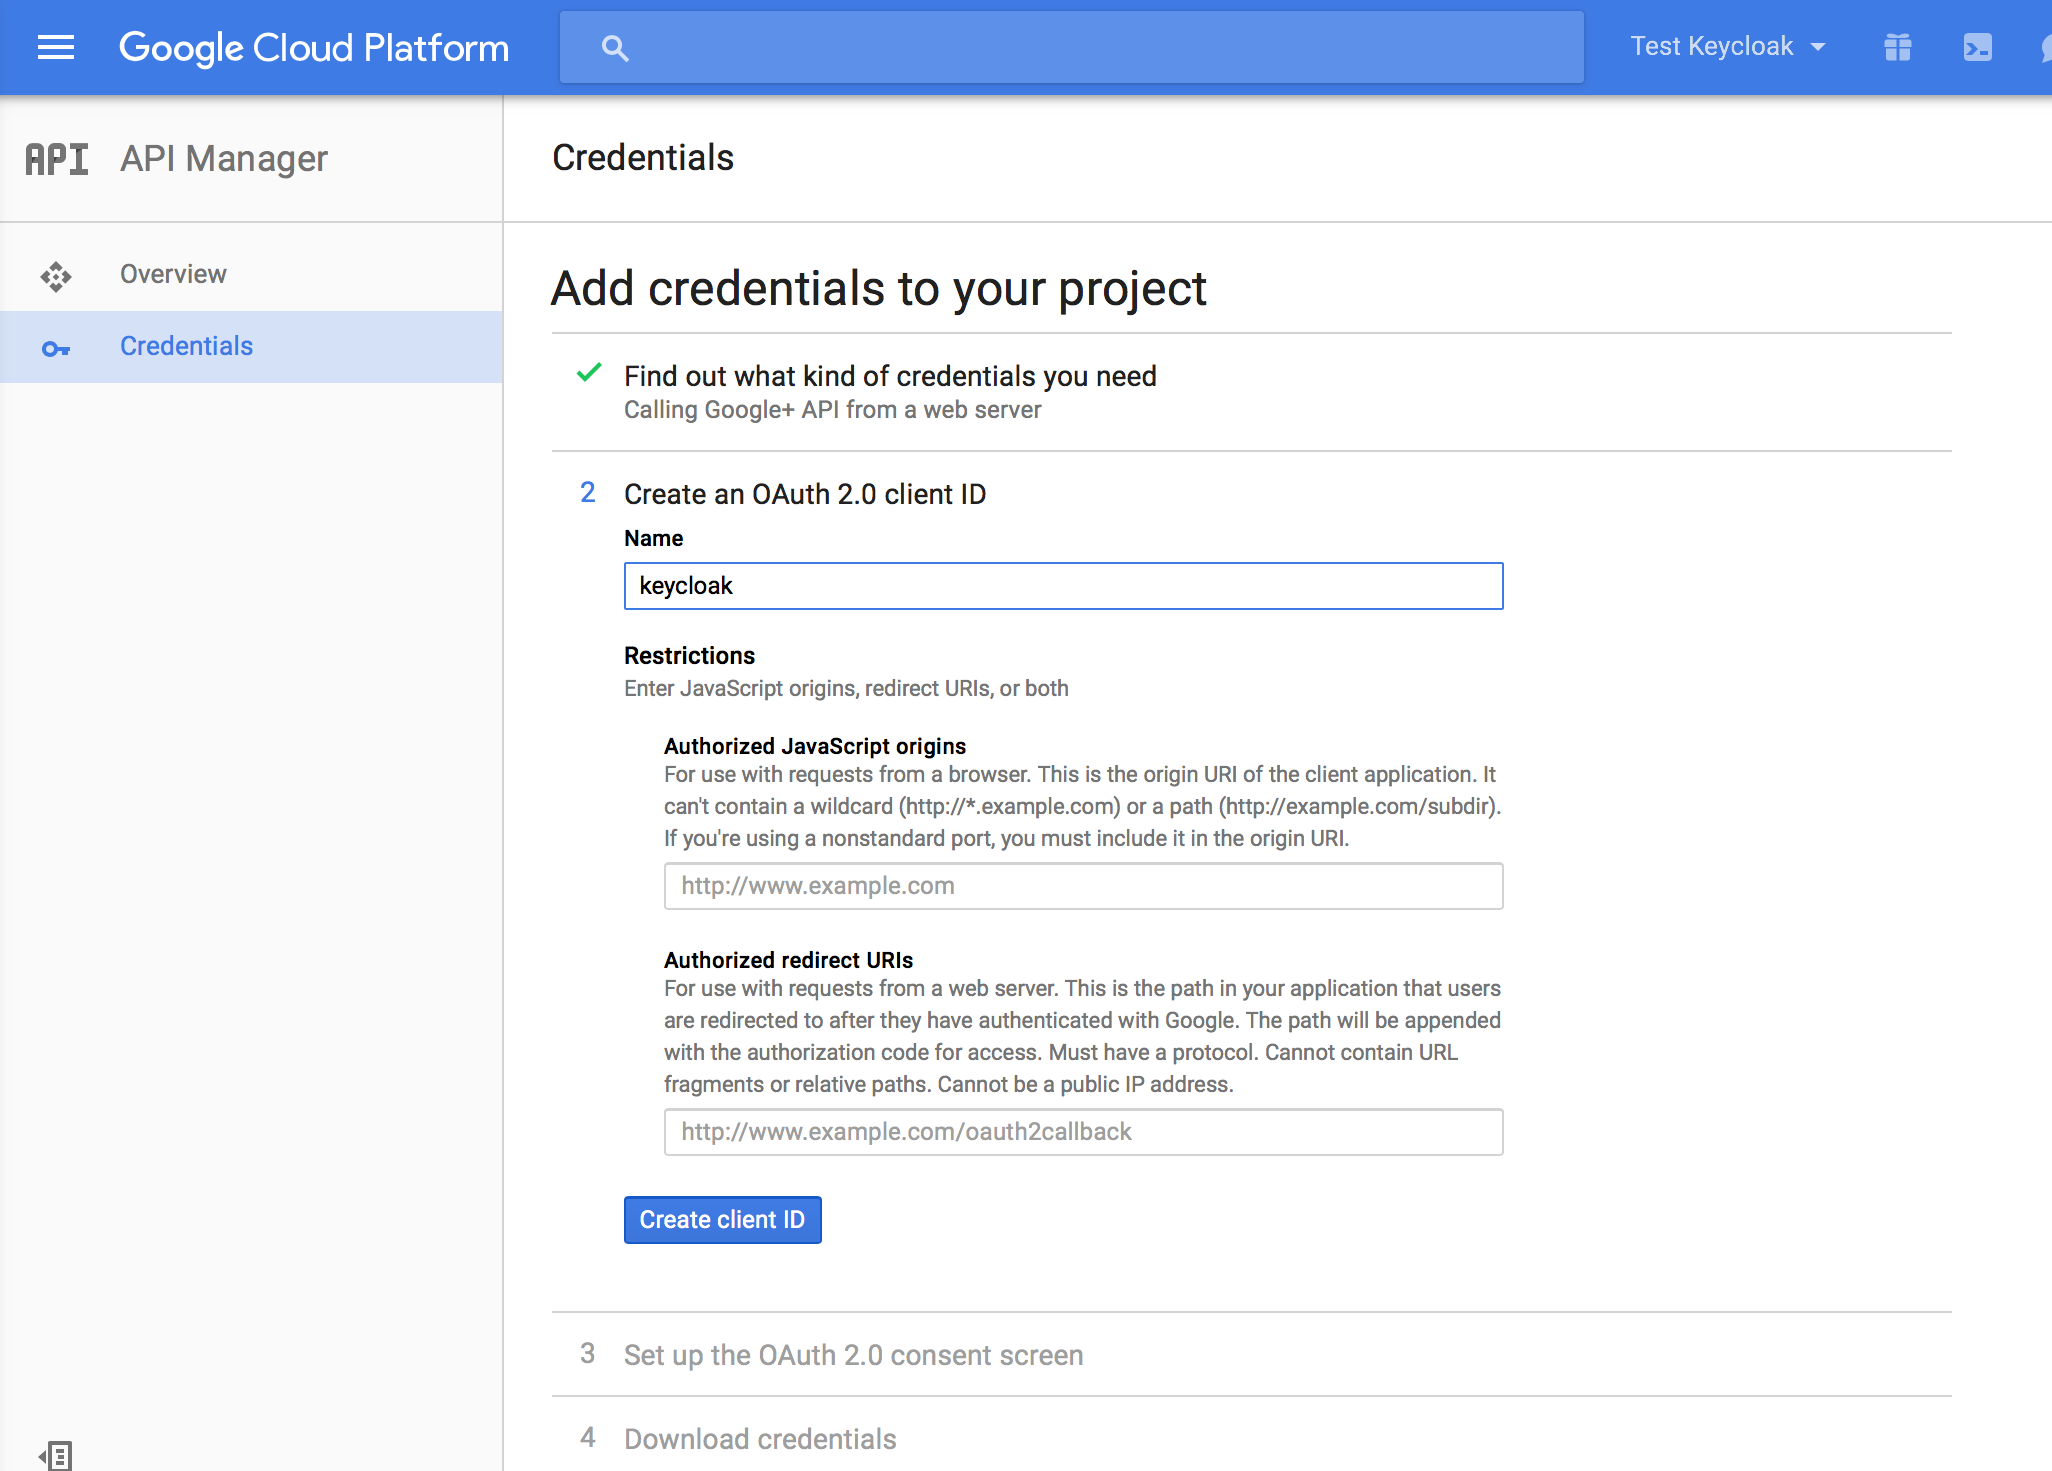 Google Cloud Platform
Test Keycloak
API API Manager
Credentials
Overview
Credentials
Add credentials to your project
Find out what kind of credentials you need
Calling Google+ API from a web server
2 Create an OAuth 2.0 client ID
Name
keycloak
Restrictions
Enter JavaScript origins, redirect URIs, or both
Authorized JavaScript origins
For use with requests from a browser. This is the origin URI of the client application. It
can't contain a wildcard (http://*.example.com) or a path (http://example.com/subdir).
If you're using a nonstandard port, you must include it in the origin URI.
http://www.example.com
Authorized redirect URIs
For use with requests from a web server. This is the path in your application that users
are redirected to after they have authenticated with Google. The path will be appended
with the authorization code for access. Must have a protocol. Cannot contain URL
fragments or relative paths. Cannot be a public IP address.
http://www.example.com/oauth2callback
Create client ID
3 Set up the OAuth 2.0 consent screen
4 Download credentials